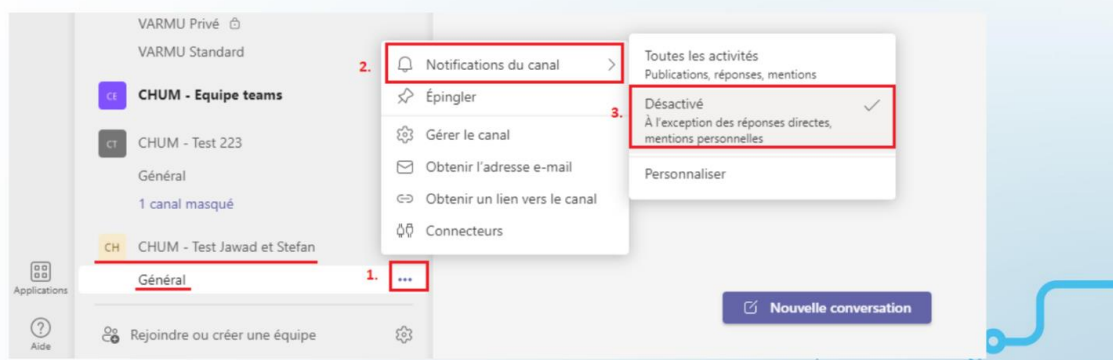 VARMU Privé
VARMU Standard
CE CHUM - Equipe teams
CT CHUM - Test 223
Général
1 canal masqué
CH CHUM - Test Jawad et Stefan
Général
1.
...
Applications
Rejoindre ou créer une équipe
Aide
2.
Notifications du canal
Épingler
Gérer le canal
Obtenir l'adresse e-mail
Obtenir un lien vers le canal
Connecteurs
Toutes les activités
Publications, réponses, mentions
3.
Désactivé
À l'exception des réponses directes,
mentions personnelles
Personnaliser
Nouvelle conversation